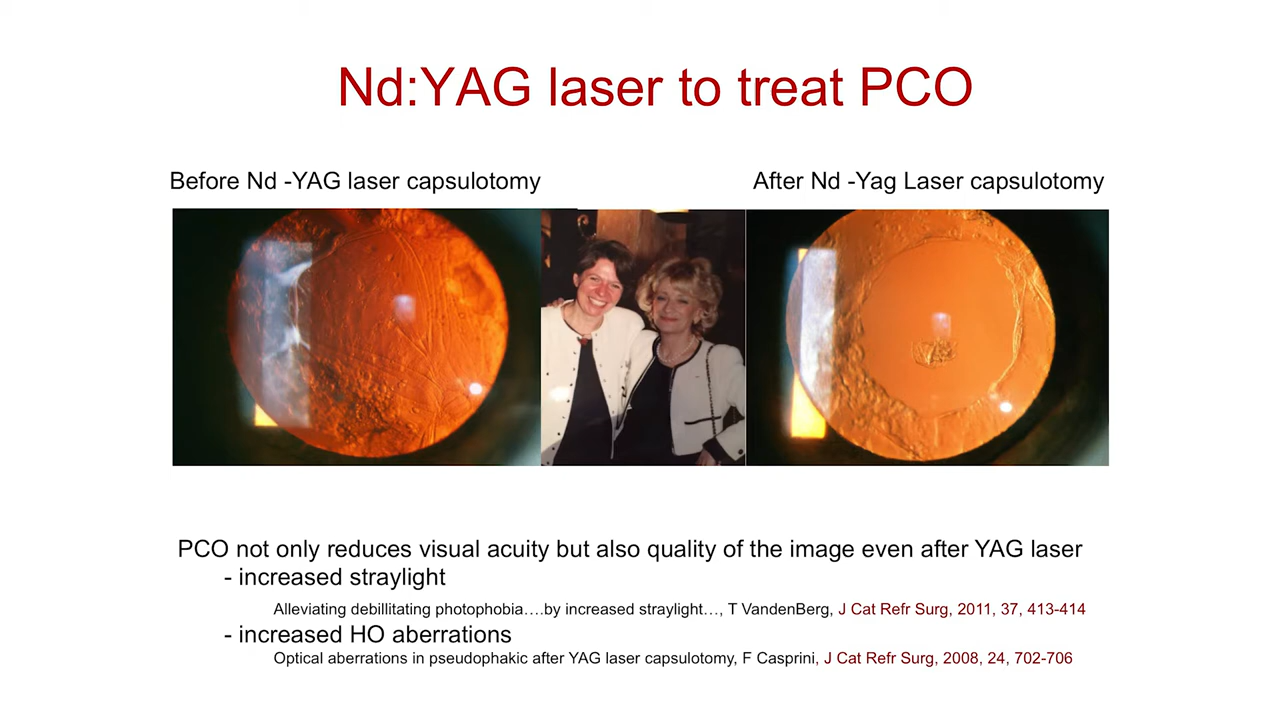 Nd:YAG laser to treat PCO
Before Nd -YAG laser capsulotomy
After Nd -Yag Laser capsulotomy
PCO not only reduces visual acuity but also quality of the image even after YAG laser
- increased straylight
Alleviating debillitating photophobia….by increased straylight…, T VandenBerg, J Cat Refr Surg, 2011, 37, 413-414
- increased HO aberrations
Optical aberrations in pseudophakic after YAG laser capsulotomy, F Casprini, J Cat Refr Surg, 2008, 24, 702-706